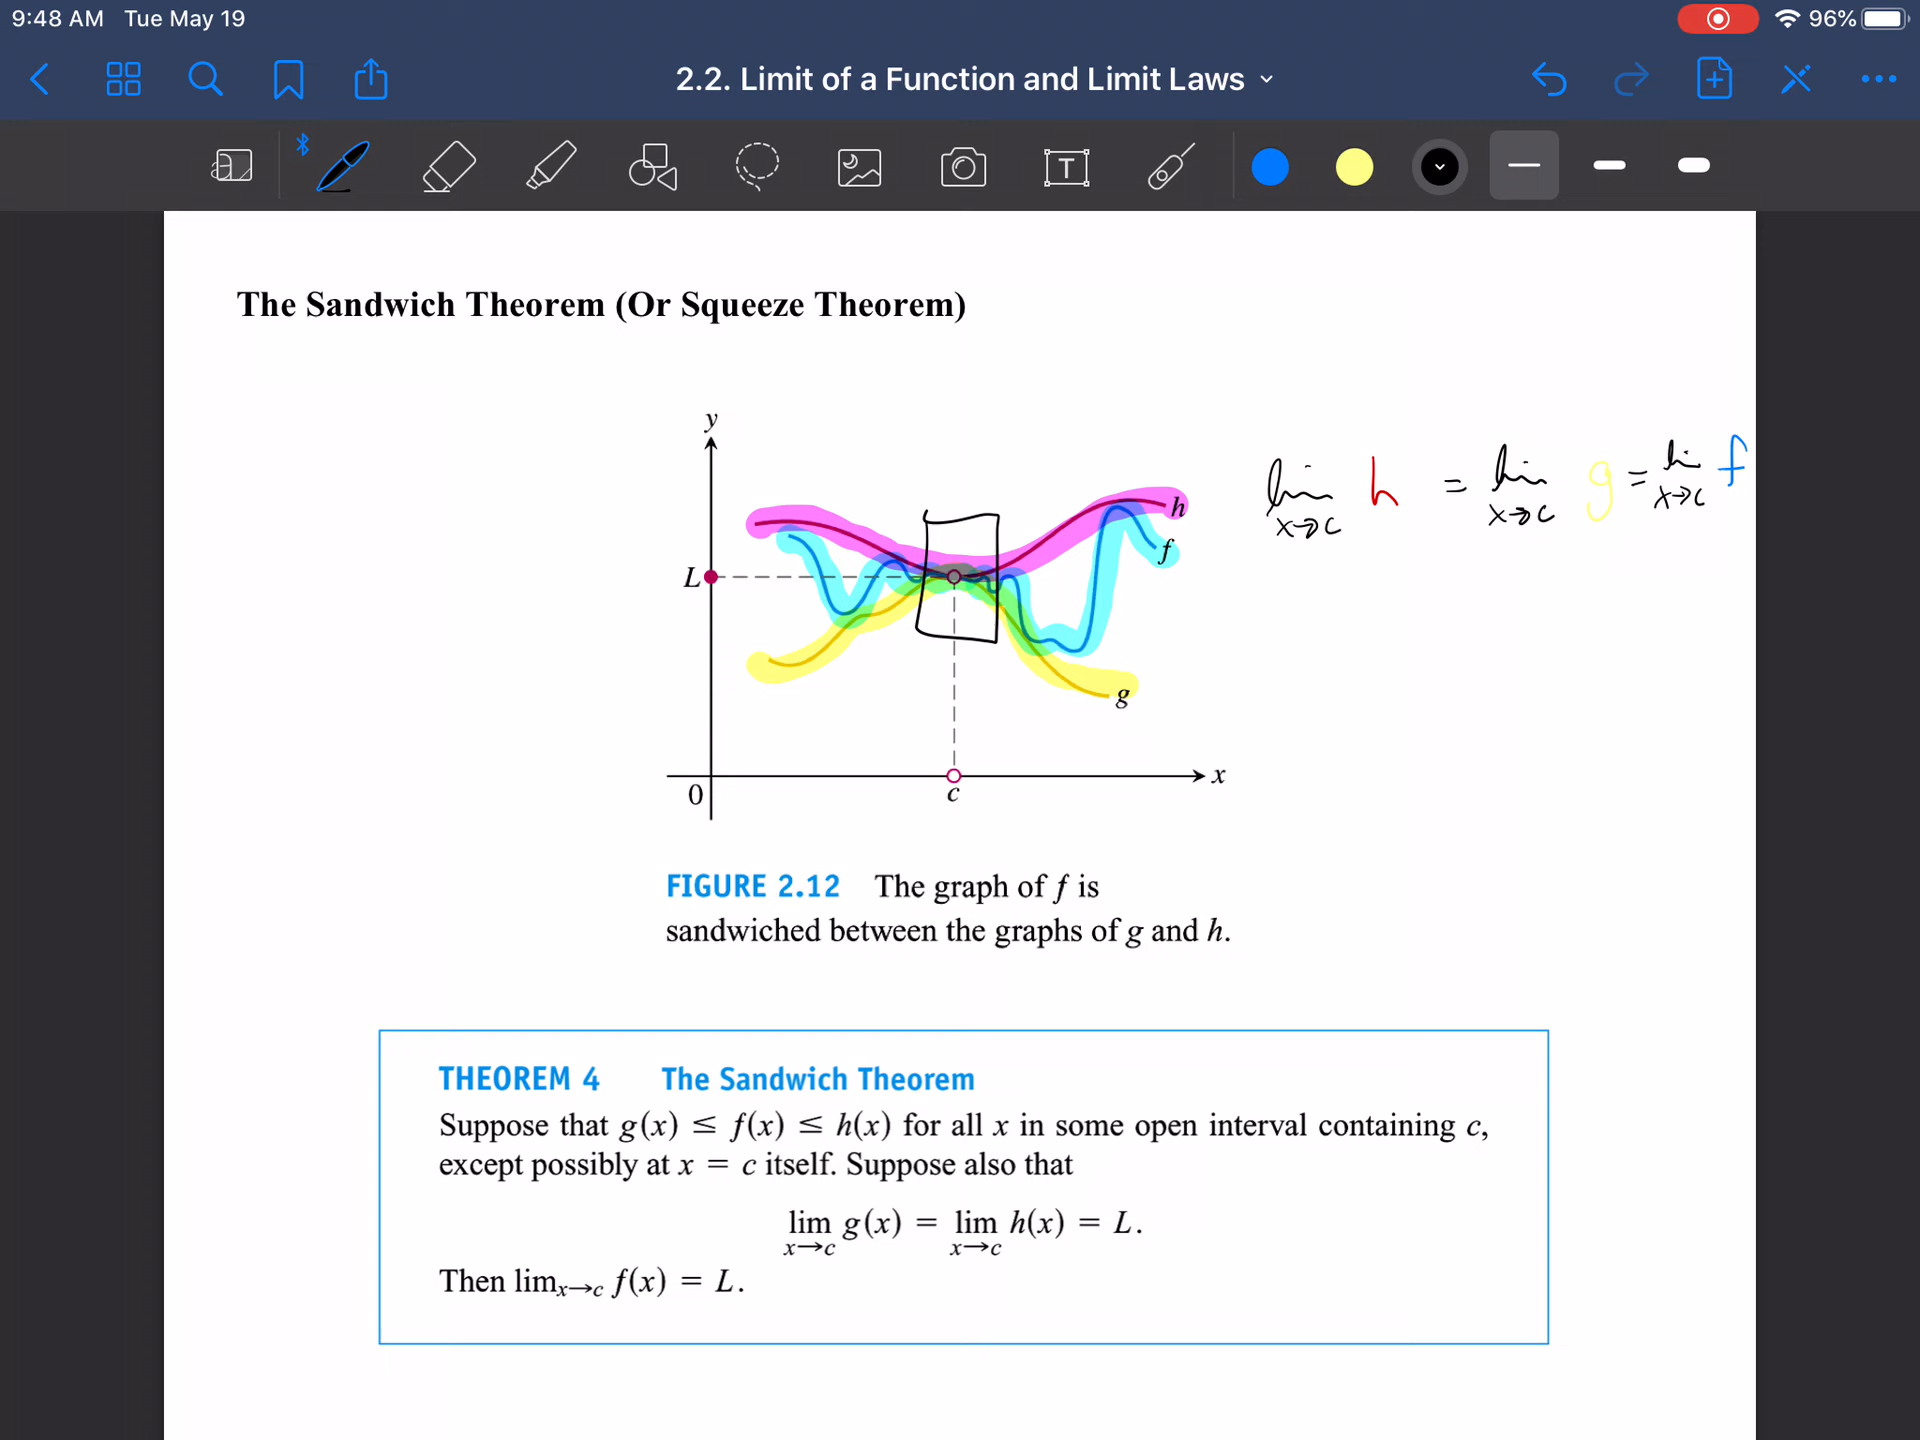 9:48 AM Tue May 19
96%
2.2. Limit of a Function and Limit Laws
T
The Sandwich Theorem (Or Squeeze Theorem)
y
h
f
L
g
0
c
x
lim x→c h = lim x→c g = lim x→c f
FIGURE 2.12 The graph of f is
sandwiched between the graphs of g and h.
THEOREM 4 The Sandwich Theorem
Suppose that g(x) ≤ f(x) ≤ h(x) for all x in some open interval containing c,
except possibly at x = c itself. Suppose also that
lim x→c g(x) = lim x→c h(x) = L.
Then lim x→c f(x) = L.